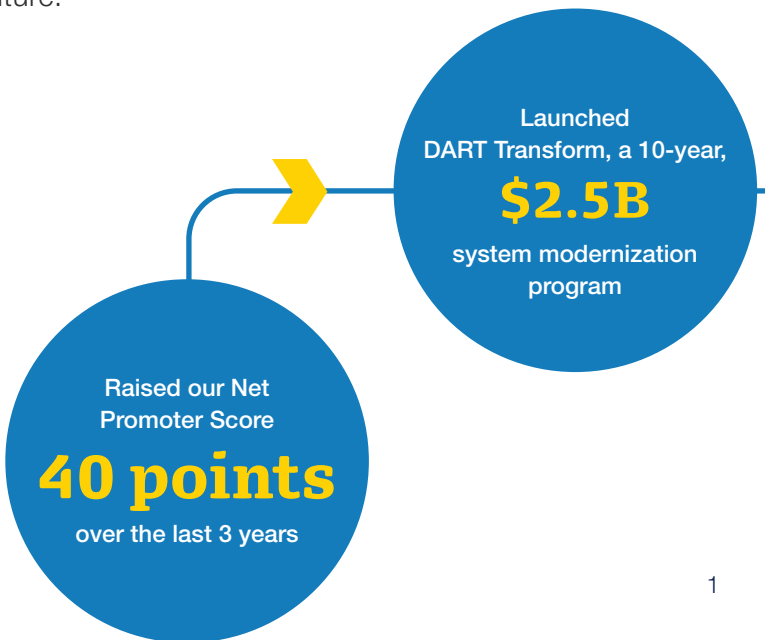 Launched
DART Transform, a 10-year,
$2.5B
system modernization
program
Raised our Net
Promoter Score
40 points
over the last 3 years
1